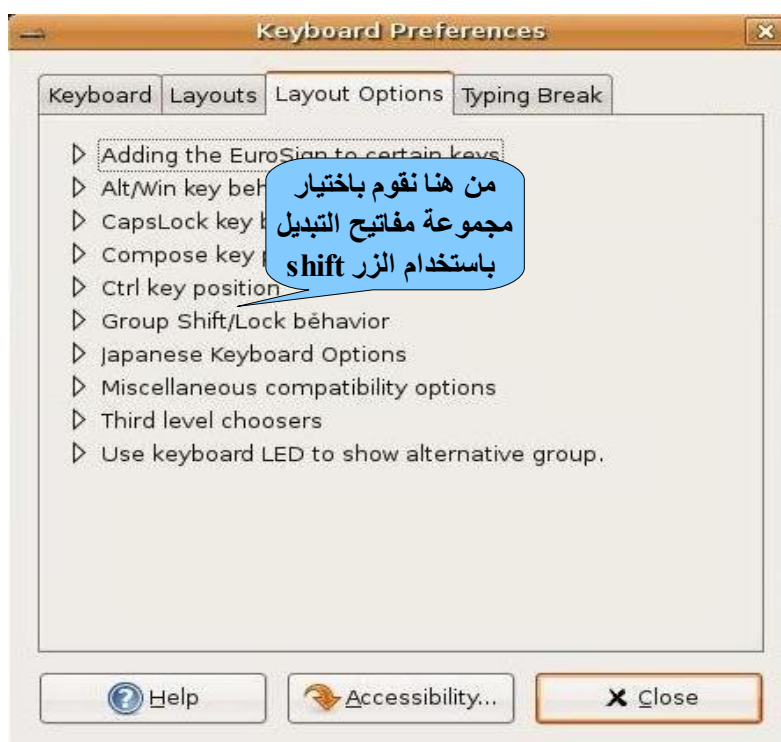 Keyboard Preferences
Keyboard Layouts Layout Options Typing Break
Adding the EuroSign to certain keys
Alt/Win key beh
CapsLock key
Compose key
Ctrl key position
Group Shift/Lock behavior
Japanese Keyboard Options
Miscellaneous compatibility options
Third level choosers
Use keyboard LED to show alternative group.
من هنا نقوم باختيار
مجموعة مفاتيح التبديل
باستخدام الزر shift
Help Accessibility... Close